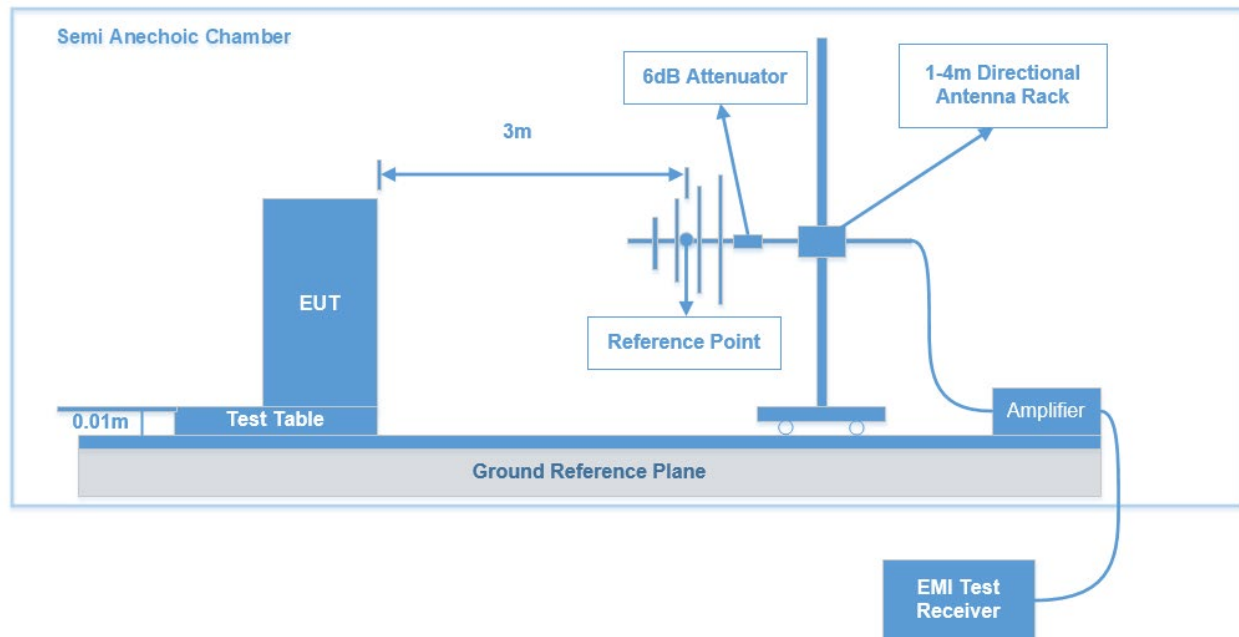 Semi Anechoic Chamber
6dB Attenuator
1-4m Directional
Antenna Rack
3m
EUT
Reference Point
0.01m
Test Table
Amplifier
Ground Reference Plane
EMI Test
Receiver